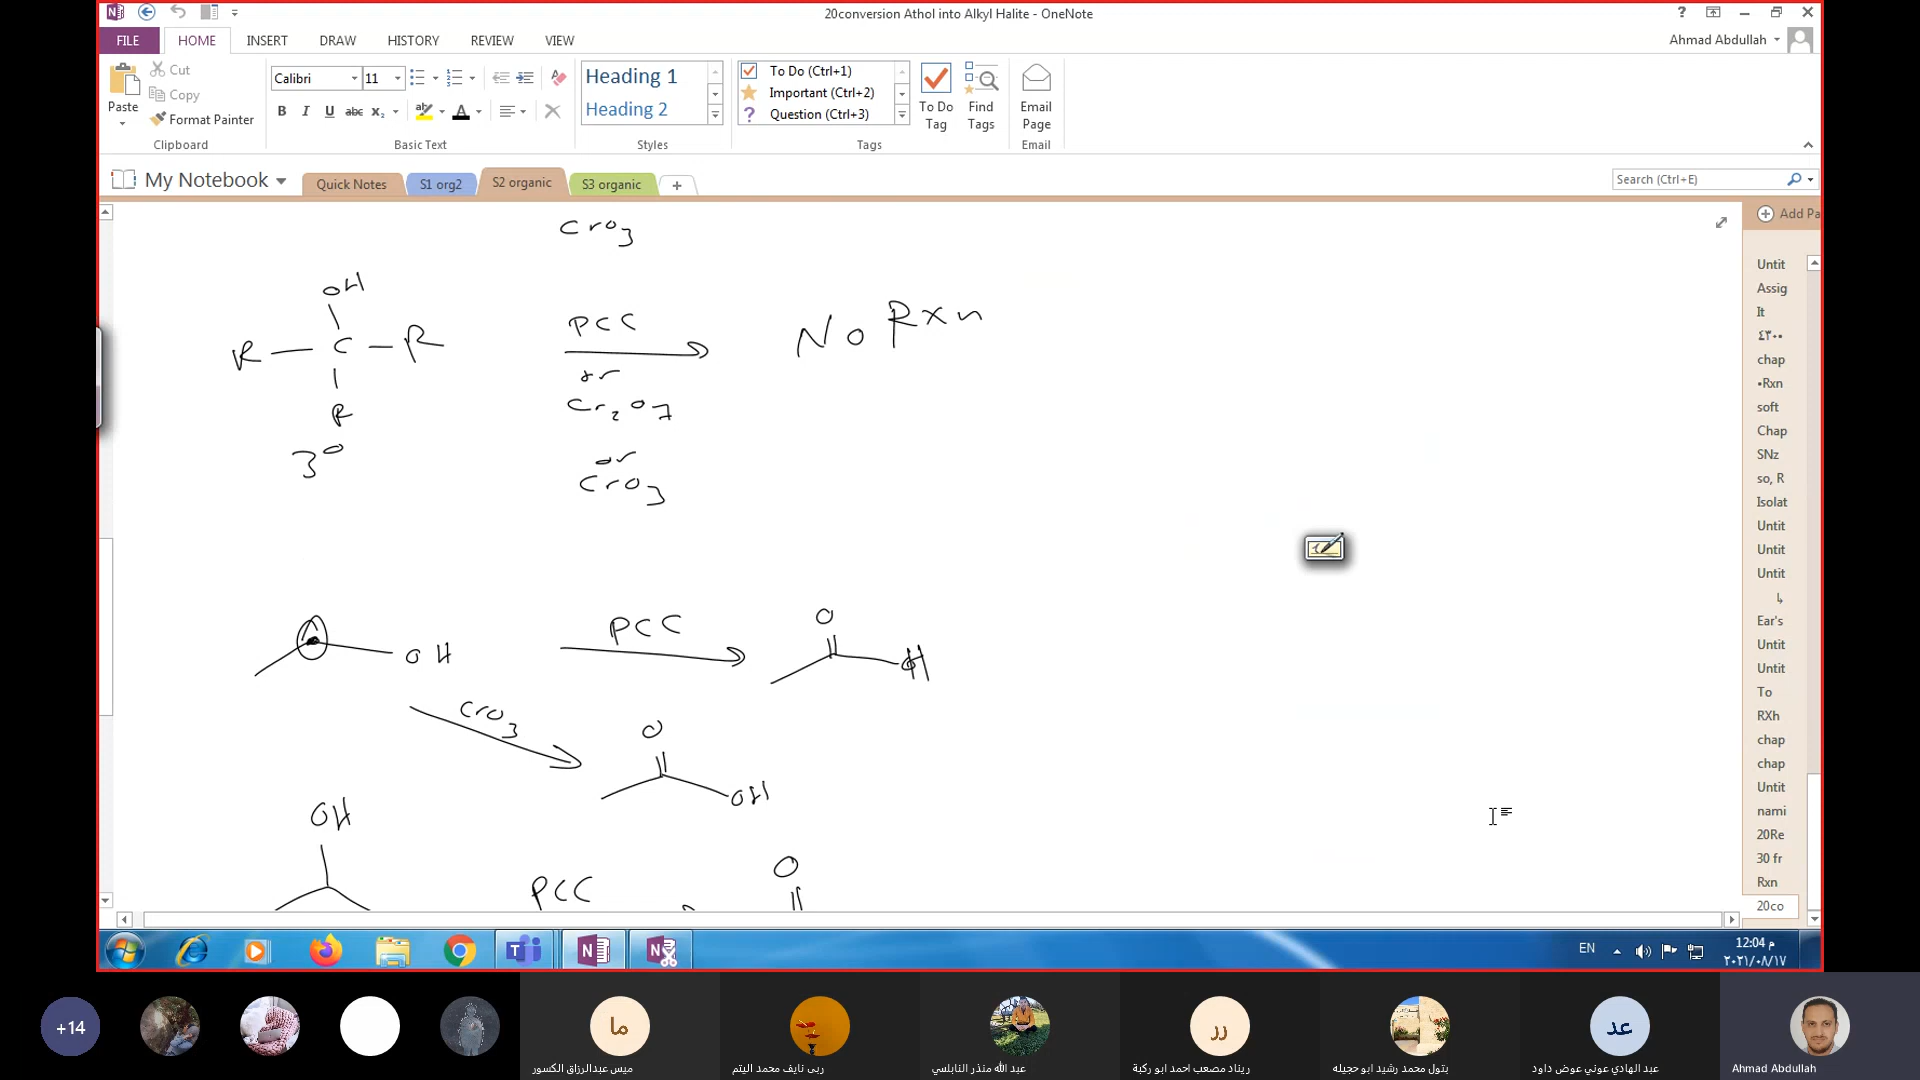 20conversion Athol into Alkyl Halite - OneNote
FILE HOME INSERT DRAW HISTORY REVIEW VIEW
Ahmad Abdullah
Paste
Cut
Copy
Format Painter
Clipboard
Calibri 11
B I U abc x₂ aby A
Basic Text
Heading 1
Heading 2
Styles
To Do (Ctrl+1)
Important (Ctrl+2)
Question (Ctrl+3)
Tags
To Do Tag
Find Tags
Email Page
Email
My Notebook
Quick Notes S1 org2 S2 organic S3 organic +
Search (Ctrl+E)
Add Pa
Untit
Assig
It
٤٣٠٠
chap
•Rxn
soft
Chap
SNz
so, R
Isolat
Untit
Untit
Untit
↳
Ear's
Untit
Untit
To
RXh
chap
chap
Untit
nami
20Re
30 fr
Rxn
20co
CrO3
OH
R — C — R
R
3°
PCC
or
Cr2O7
or
CrO3
No Rxn
OH
PCC
O
H
CrO3
O
OH
OH
PCC
O
EN
12:04 م
٢٠٢١/٠٨/١٧
+14
ما
رر
عد
ميس عبدالرزاق الكسور
ربى نايف محمد اليتم
عبد الله منذر النابلسي
ريناد مصعب احمد ابو ركبة
بتول محمد رشيد ابو حجيله
عبد الهادي عوني عوض داود
Ahmad Abdullah